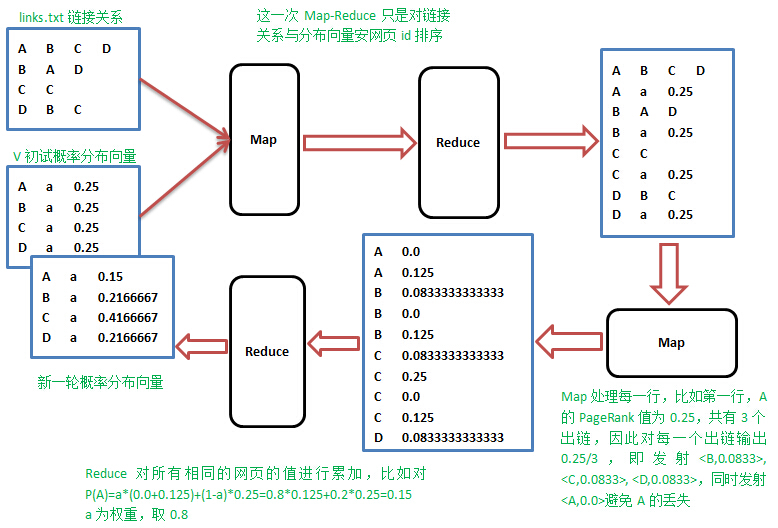 links.txt 链接关系
A B C D
B A D
C C
D B C
V 初试概率分布向量
A a 0.25
B a 0.25
C a 0.25
D a 0.25
A a 0.15
B a 0.2166667
C a 0.4166667
D a 0.2166667
新一轮概率分布向量
这一次 Map-Reduce 只是对链接
关系与分布向量安网页 id 排序
Map
Reduce
A B C D
A a 0.25
B A D
B a 0.25
C C
C a 0.25
D B C
D a 0.25
Map
Map 处理每一行，比如第一行，A
的 PageRank 值为 0.25，共有 3 个
出链，因此对每一个出链输出
0.25/3，即发射<B,0.0833>,
<C,0.0833>, <D,0.0833>，同时发射
<A,0.0>避免 A 的丢失
A 0.0
A 0.125
B 0.0833333333333
B 0.0
B 0.125
C 0.0833333333333
C 0.25
C 0.0
C 0.125
D 0.0833333333333
Reduce
Reduce 对所有相同的网页的值进行累加，比如对
P(A)=a*(0.0+0.125)+(1-a)*0.25=0.8*0.125+0.2*0.25=0.15
a 为权重，取 0.8